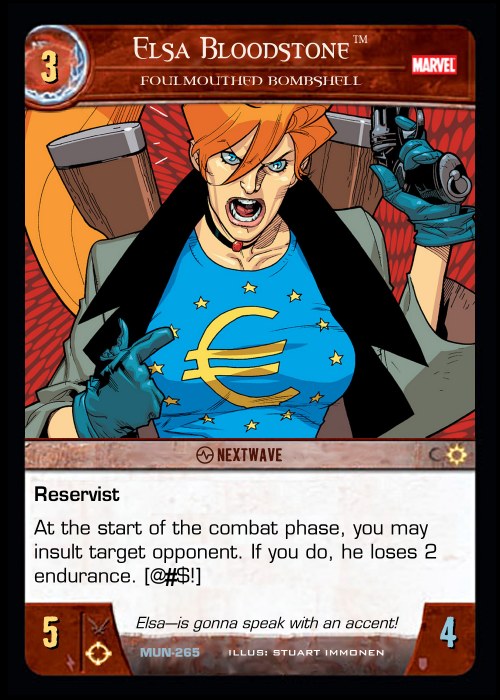 3
ELSA BLOODSTONE™
FOULMOUTHED BOMBSHELL
MARVEL
€
NEXTWAVE
Reservist
At the start of the combat phase, you may
insult target opponent. If you do, he loses 2
endurance. [@#$!]
5
Elsa—is gonna speak with an accent!
4
MUN-265 ILLUS: STUART IMMONEN